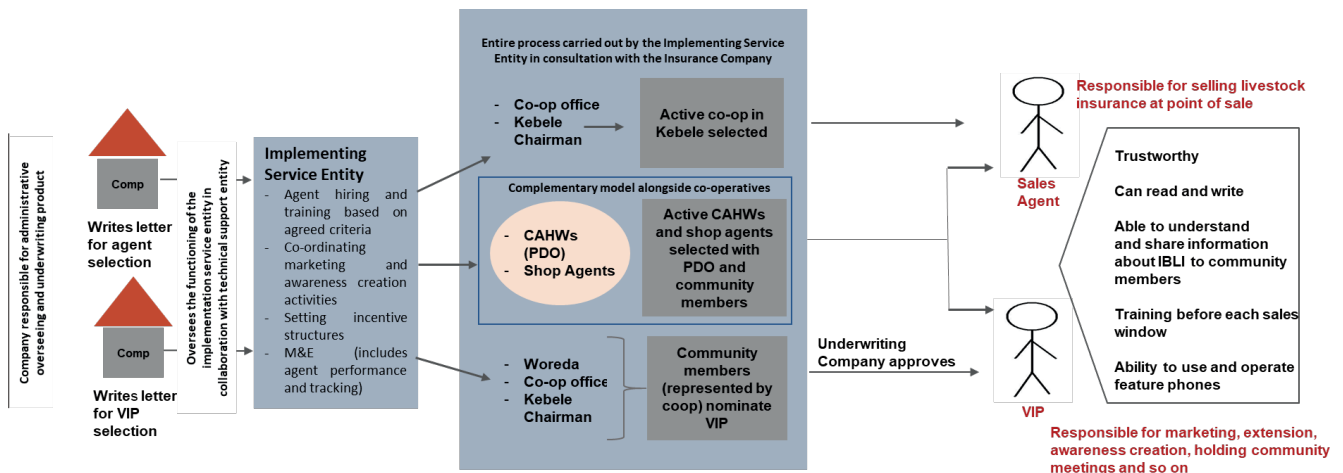 Company responsible for administrative
overseeing and underwriting product
Comp
Writes letter
for agent
selection
Comp
Writes letter
for VIP
selection
Oversees the functioning of the
implementation service entity in
collaboration with technical support entity
Implementing
Service Entity
- Agent hiring and
training based on
agreed criteria
- Co-ordinating
marketing and
awareness creation
activities
- Setting incentive
structures
- M&E (includes
agent performance
and tracking)
Entire process carried out by the Implementing Service
Entity in consultation with the Insurance Company
- Co-op office
- Kebele
Chairman
Active co-op in
Kebele selected
Complementary model alongside co-operatives
- CAHWs
(PDO)
- Shop Agents
Active CAHWs
and shop agents
selected with
PDO and
community
members
- Woreda
- Co-op office
- Kebele
Chairman
Community
members
(represented by
coop) nominate
VIP
Underwriting
Company approves
Responsible for selling livestock
insurance at point of sale
Sales
Agent
VIP
Trustworthy
Can read and write
Able to understand
and share information
about IBLI to community
members
Training before each sales
window
Ability to use and operate
feature phones
Responsible for marketing, extension,
awareness creation, holding community
meetings and so on